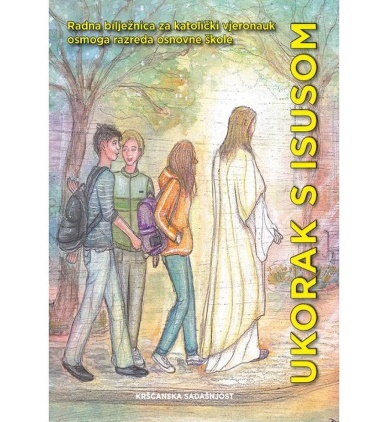 Radna bilježnica za katolički vjeronauk
osmoga razreda osnovne škole
UKORAK S ISUSOM
KRŠĆANSKA SADAŠNJOST